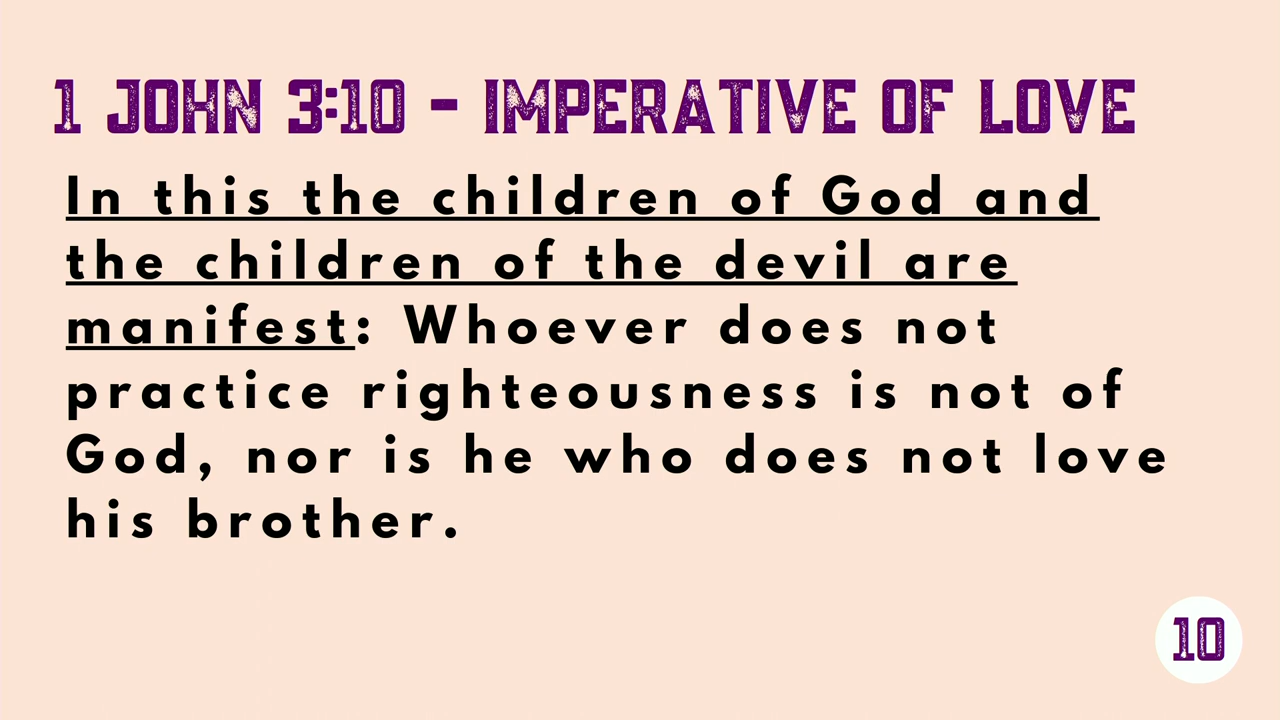 1 JOHN 3:10 - IMPERATIVE OF LOVE
In this the children of God and
the children of the devil are
manifest: Whoever does not
practice righteousness is not of
God, nor is he who does not love
his brother.
10